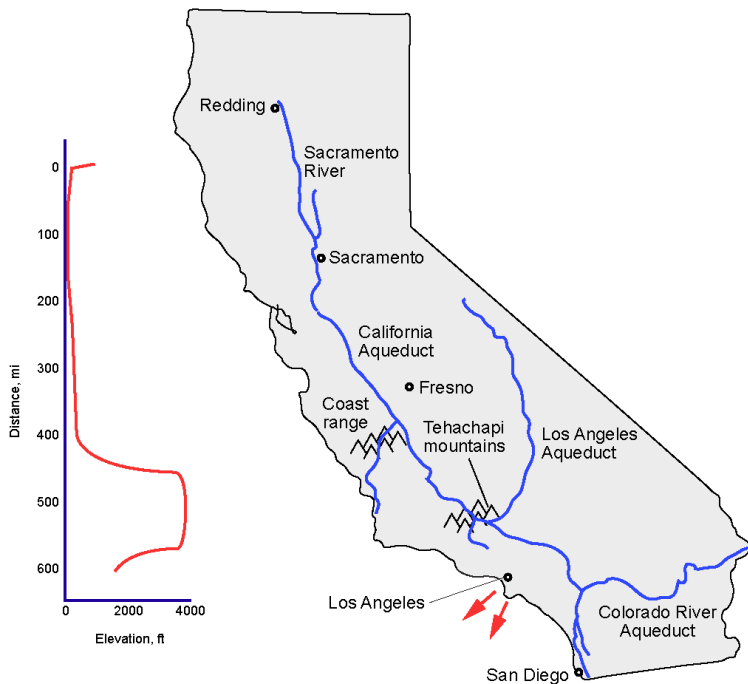 Redding
Sacramento
River
Sacramento
California
Aqueduct
Fresno
Coast
range
Tehachapi
mountains
Los Angeles
Aqueduct
Los Angeles
Colorado River
Aqueduct
San Diego
Distance, mi
0
100
200
300
400
500
600
0 2000 4000
Elevation, ft